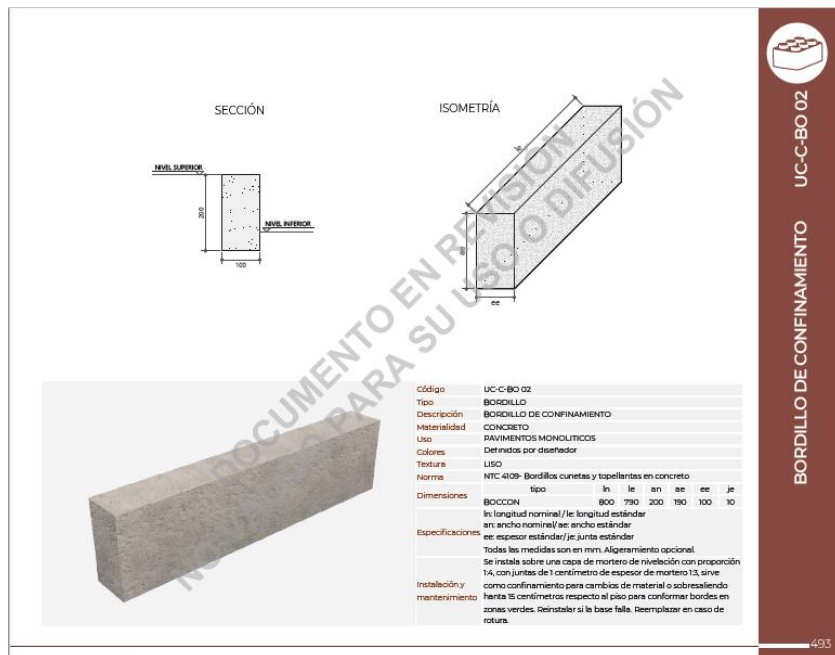 SECCIÓN
ISOMETRÍA
NIVEL SUPERIOR
200
NIVEL INFERIOR
100
le
ee
DOCUMENTO EN REVISIÓN
PARA SU USO O DIFUSIÓN
Código UC-C-BO 02
Tipo BORDILLO
Descripción BORDILLO DE CONFINAMIENTO
Materialidad CONCRETO
Uso PAVIMENTOS MONOLITICOS
Colores Definidos por diseñador
Textura LISO
Norma NTC 4109- Bordillos cunetas y topellantas en concreto
Dimensiones
tipo ln le an ae ee je
BOCCON 800 790 200 190 100 10
Especificaciones
ln: longitud nominal / le: longitud estándar
an: ancho nominal/ ae: ancho estándar
ee: espesor estándar/ je: junta estándar
Todas las medidas son en mm. Aligeramiento opcional.
Instalación y mantenimiento
Se instala sobre una capa de mortero de nivelación con proporción
1:4, con juntas de 1 centímetro de espesor de mortero 1:3, sirve
como confinamiento para cambios de material o sobresaliendo
hanta 15 centímetros respecto al piso para conformar bordes en
zonas verdes. Reinstalar si la base falla. Reemplazar en caso de
rotura.
BORDILLO DE CONFINAMIENTO UC-C-BO 02
493